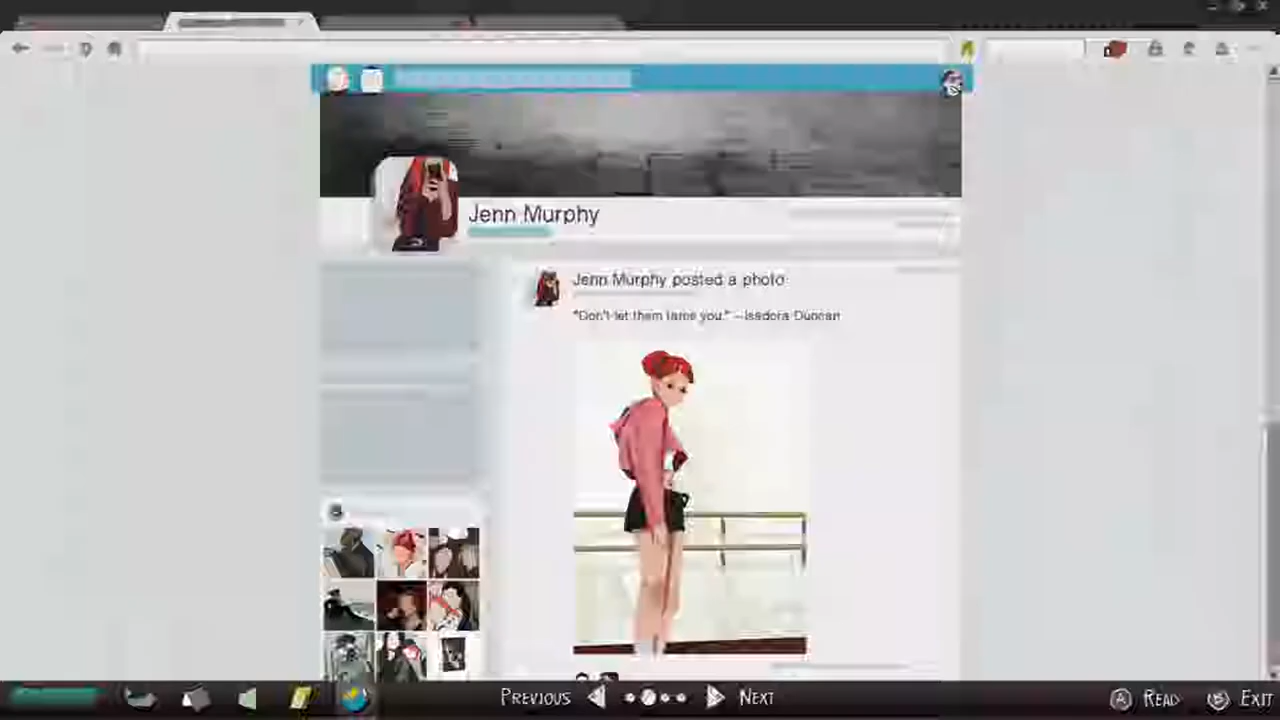 Jenn Murphy
Jenn Murphy posted a photo
"Don't let them tame you." –Isadora Duncan
PREVIOUS
NEXT
A READ
EXIT